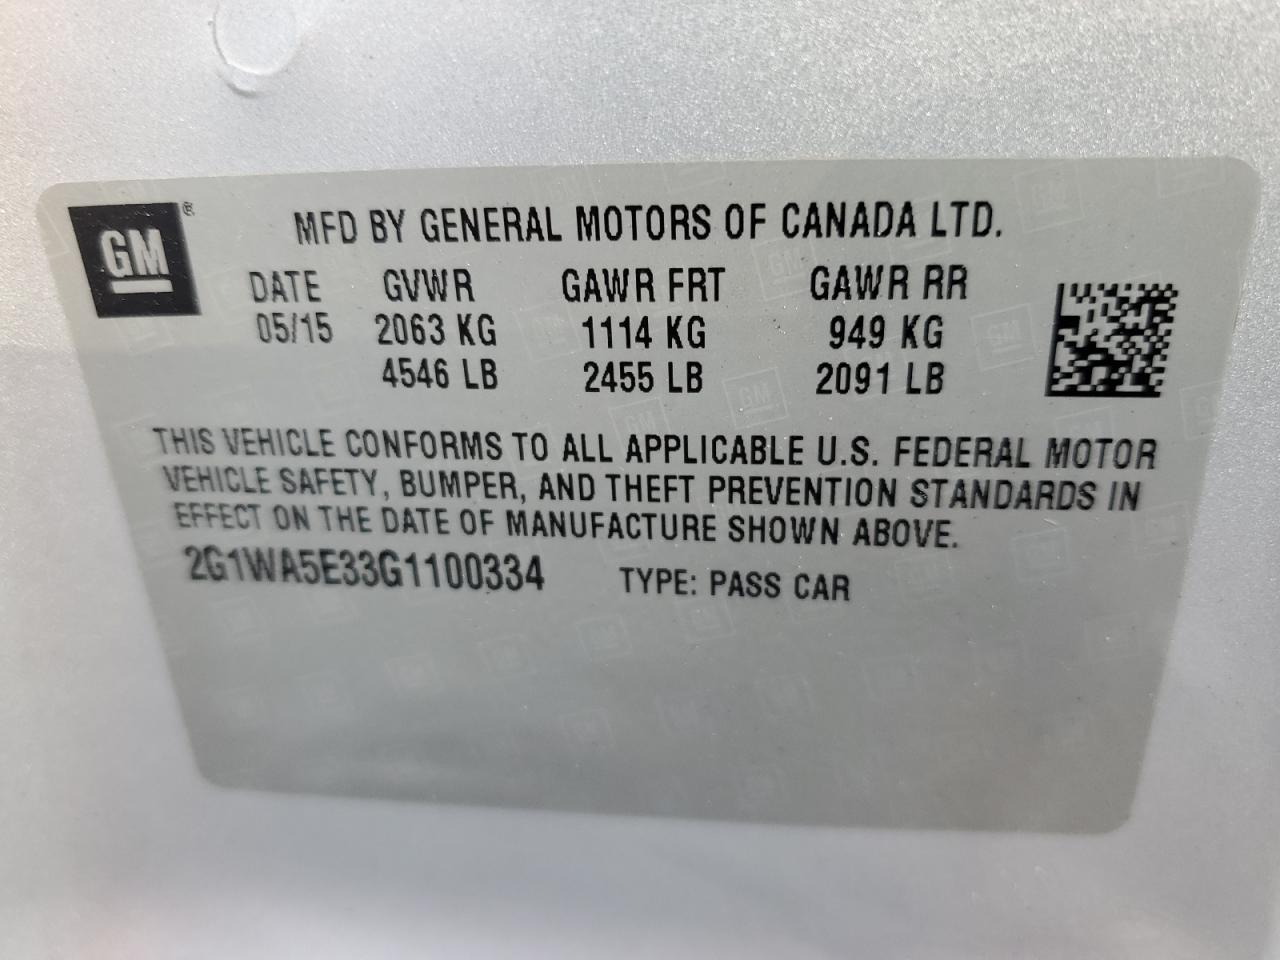 GM®
MFD BY GENERAL MOTORS OF CANADA LTD.
DATE GVWR GAWR FRT GAWR RR
05/15 2063 KG 1114 KG 949 KG
4546 LB 2455 LB 2091 LB
THIS VEHICLE CONFORMS TO ALL APPLICABLE U.S. FEDERAL MOTOR
VEHICLE SAFETY, BUMPER, AND THEFT PREVENTION STANDARDS IN
EFFECT ON THE DATE OF MANUFACTURE SHOWN ABOVE.
2G1WA5E33G1100334 TYPE: PASS CAR